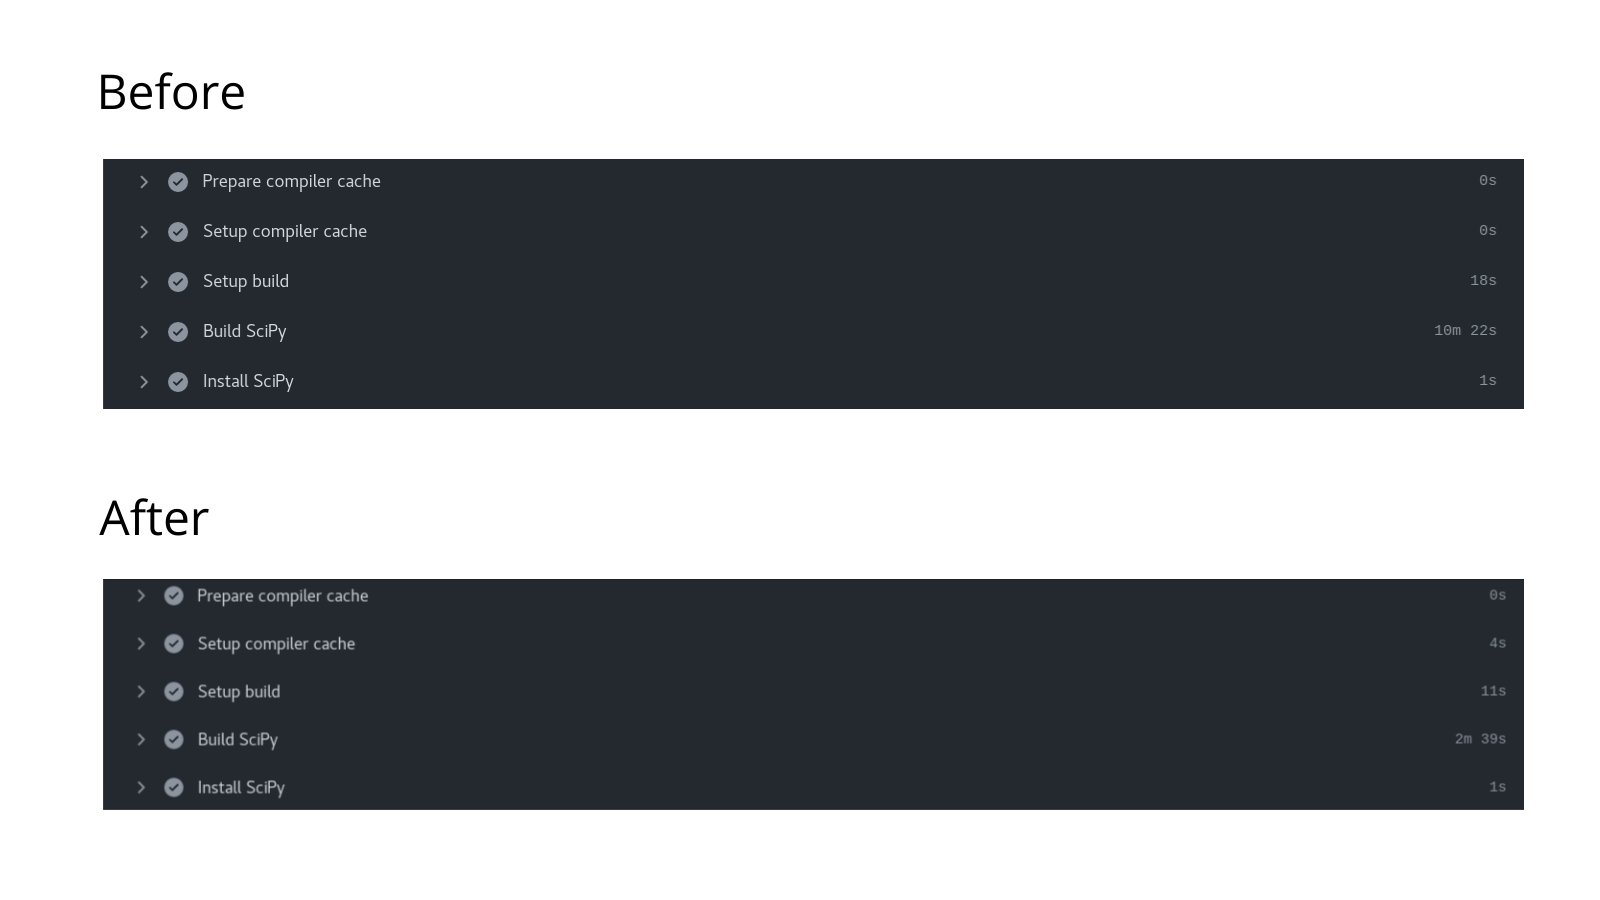 Before
Prepare compiler cache 0s
Setup compiler cache 0s
Setup build 18s
Build SciPy 10m 22s
Install SciPy 1s
After
Prepare compiler cache 0s
Setup compiler cache 4s
Setup build 11s
Build SciPy 2m 39s
Install SciPy 1s